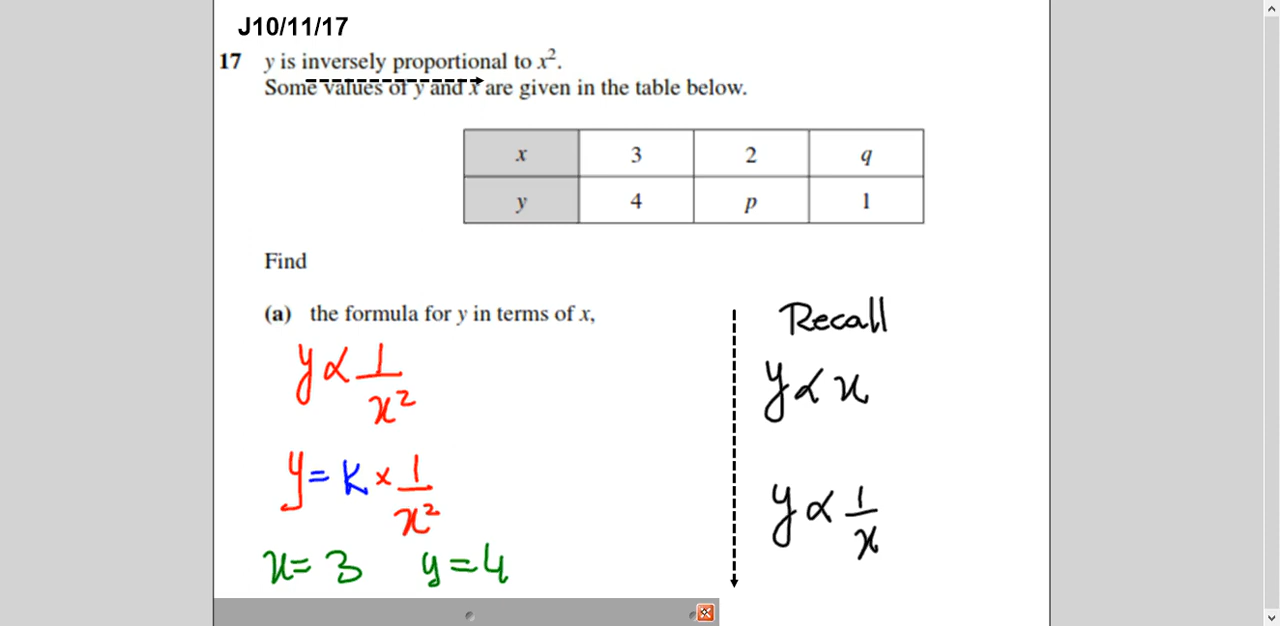 J10/11/17
17 y is inversely proportional to x².
Some values of y and x are given in the table below.
x 3 2 q
y 4 p 1
Find
(a) the formula for y in terms of x,
y ∝ 1/x²
y = K × 1/x²
x = 3 y = 4
Recall
y ∝ x
y ∝ 1/x